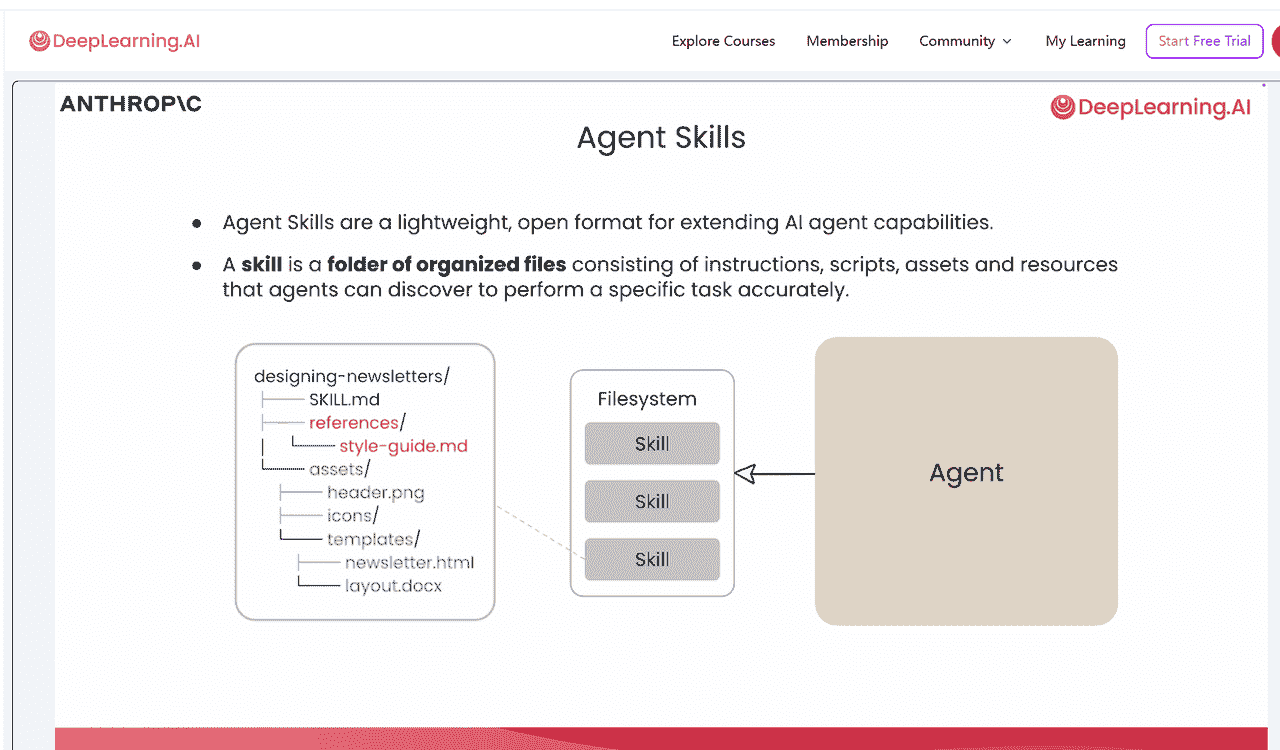 DeepLearning.AI
Explore Courses
Membership
Community
My Learning
Start Free Trial
ANTHROP\C
DeepLearning.AI
Agent Skills
Agent Skills are a lightweight, open format for extending AI agent capabilities.
A skill is a folder of organized files consisting of instructions, scripts, assets and resources
that agents can discover to perform a specific task accurately.
designing-newsletters/
SKILL.md
references/
style-guide.md
assets/
header.png
icons/
templates/
newsletter.html
layout.docx
Filesystem
Skill
Skill
Skill
Agent